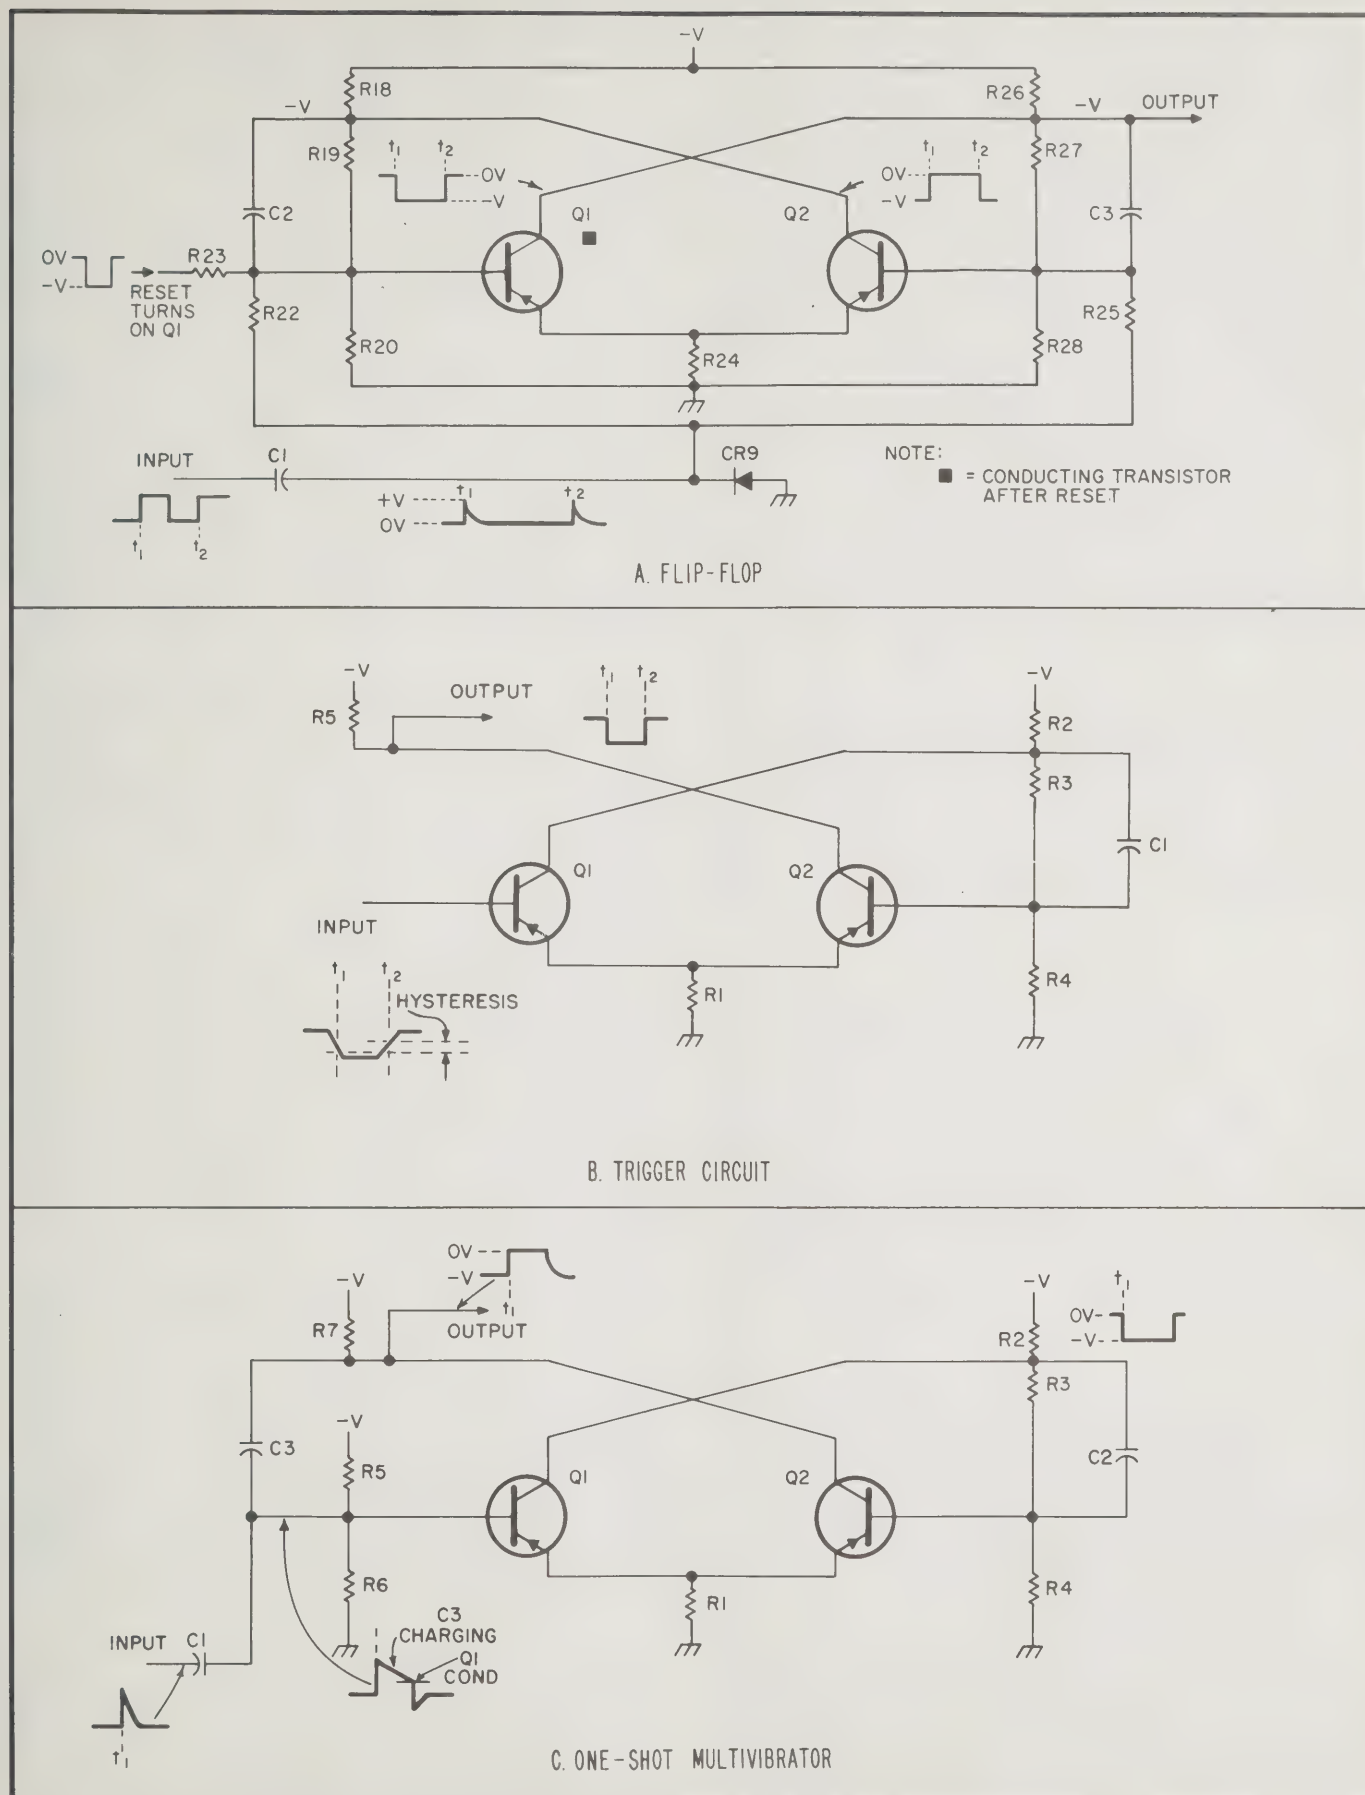 -V
R18
R26
-V
-V
OUTPUT
R19
t1
t2
t1
t2
R27
0V
0V
C2
-V
Q1
Q2
-V
C3
R23
0V
-V
RESET
TURNS
ON Q1
R22
R25
R20
R24
R28
INPUT
C1
CR9
NOTE:
■ = CONDUCTING TRANSISTOR
AFTER RESET
+V
t1
t2
0V
t1
t2
A. FLIP-FLOP
-V
t1
t2
-V
OUTPUT
R5
R2
R3
C1
Q1
Q2
INPUT
t1
t2
HYSTERESIS
R1
R4
B. TRIGGER CIRCUIT
0V
-V
-V
t1
-V
t1
R7
OUTPUT
0V
-V
R2
R3
-V
C3
R5
Q1
Q2
C2
R6
R1
R4
C3
CHARGING
INPUT
C1
Q1
COND
t1
C. ONE-SHOT MULTIVIBRATOR